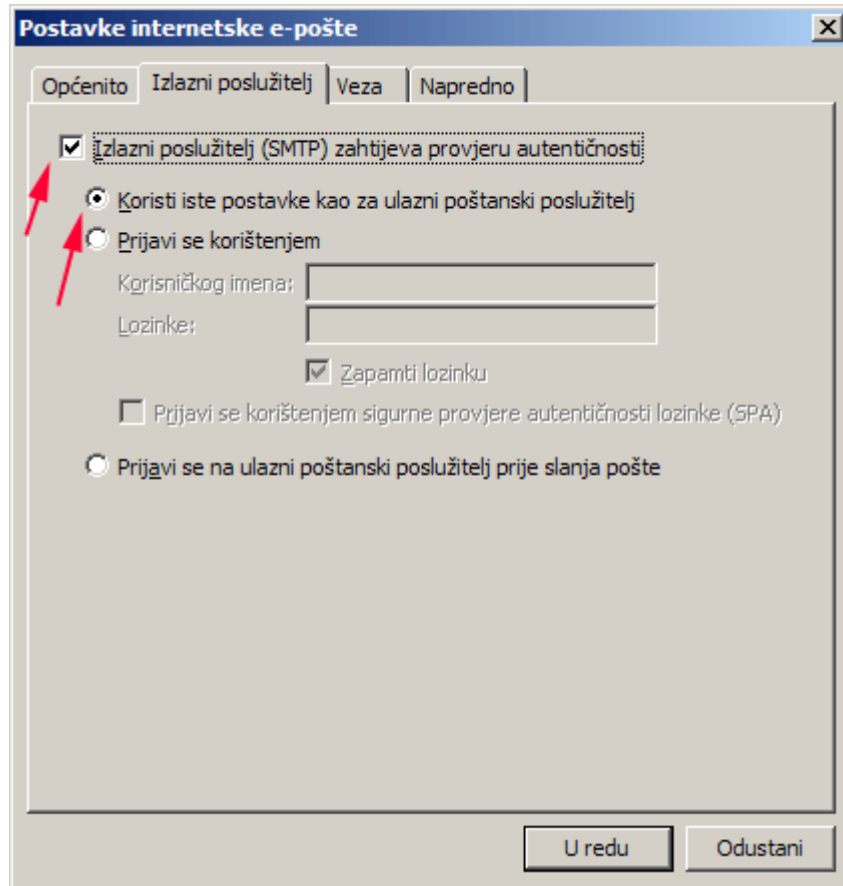 Postavke internetske e-pošte
Općenito Izlazni poslužitelj Veza Napredno
Izlazni poslužitelj (SMTP) zahtijeva provjeru autentičnosti
Koristi iste postavke kao za ulazni poštanski poslužitelj
Prijavi se korištenjem
Korisničkog imena:
Lozinke:
Zapamti lozinku
Prijavi se korištenjem sigurne provjere autentičnosti lozinke (SPA)
Prijavi se na ulazni poštanski poslužitelj prije slanja pošte
U redu Odustani